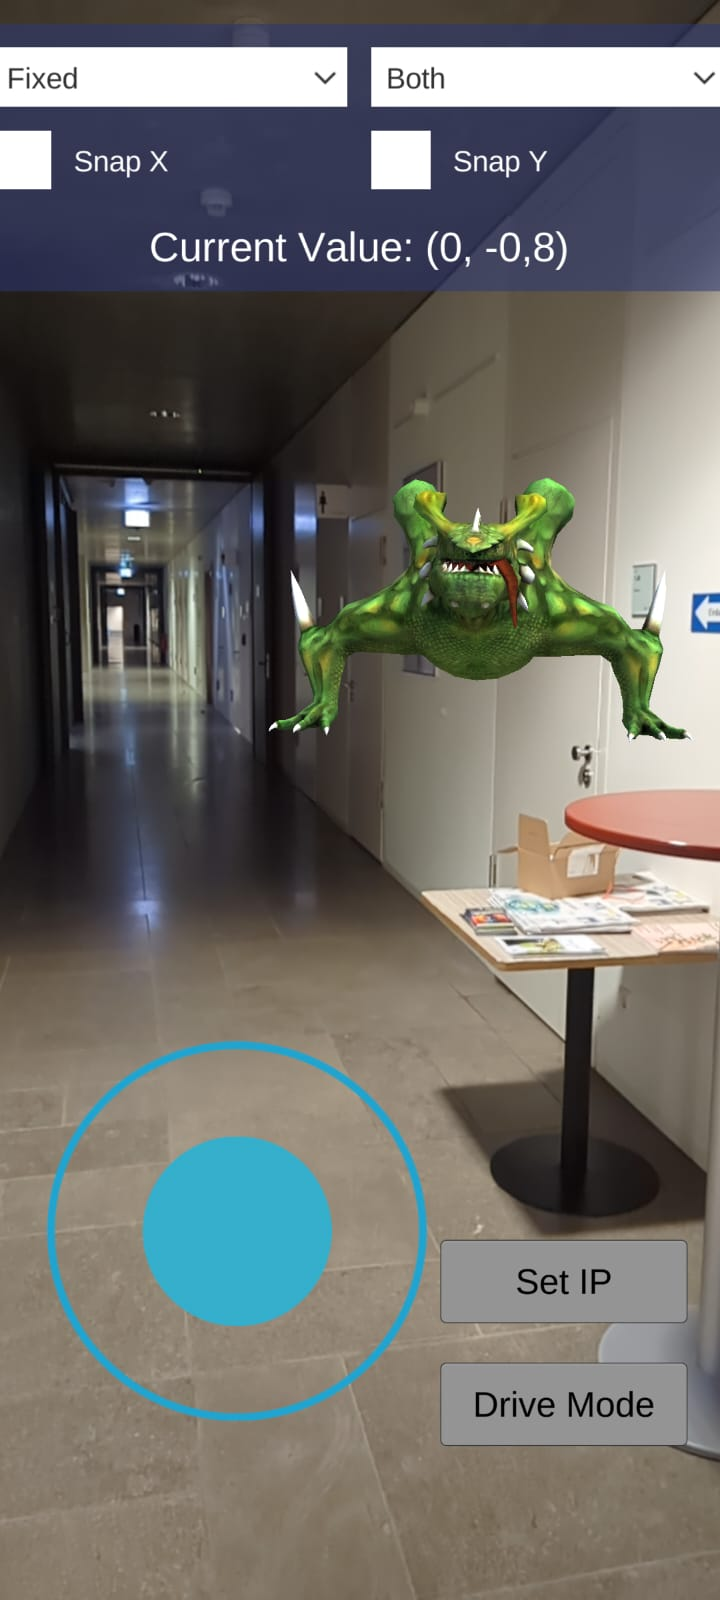 Fixed
Both
Snap X
Snap Y
Current Value: (0, -0,8)
Set IP
Drive Mode